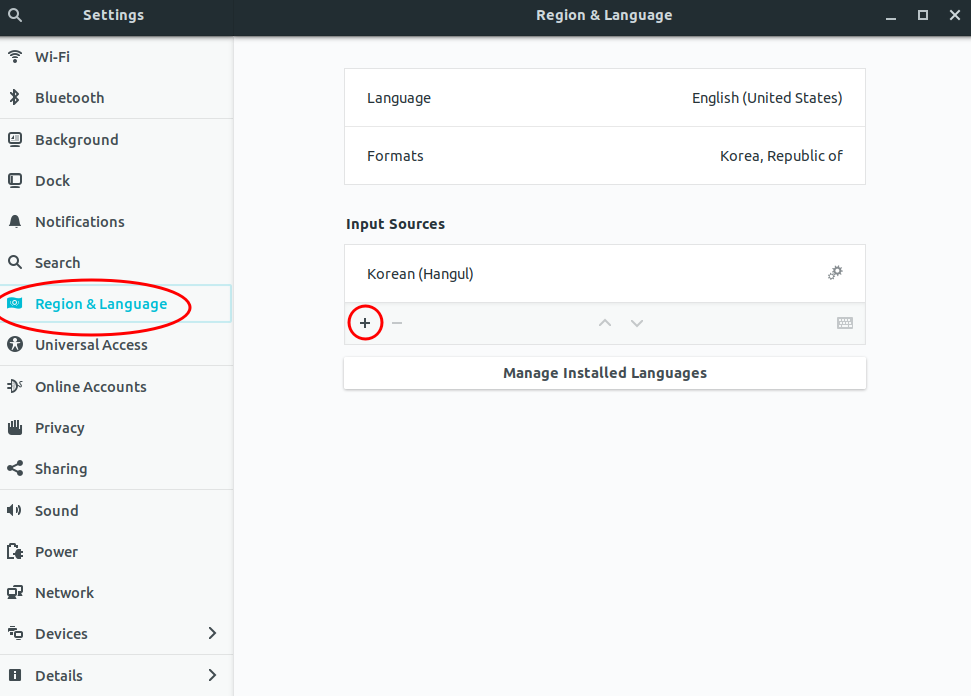 Settings
Region & Language
Wi-Fi
Bluetooth
Background
Dock
Notifications
Search
Region & Language
Universal Access
Online Accounts
Privacy
Sharing
Sound
Power
Network
Devices
Details
Language English (United States)
Formats Korea, Republic of
Input Sources
Korean (Hangul)
Manage Installed Languages